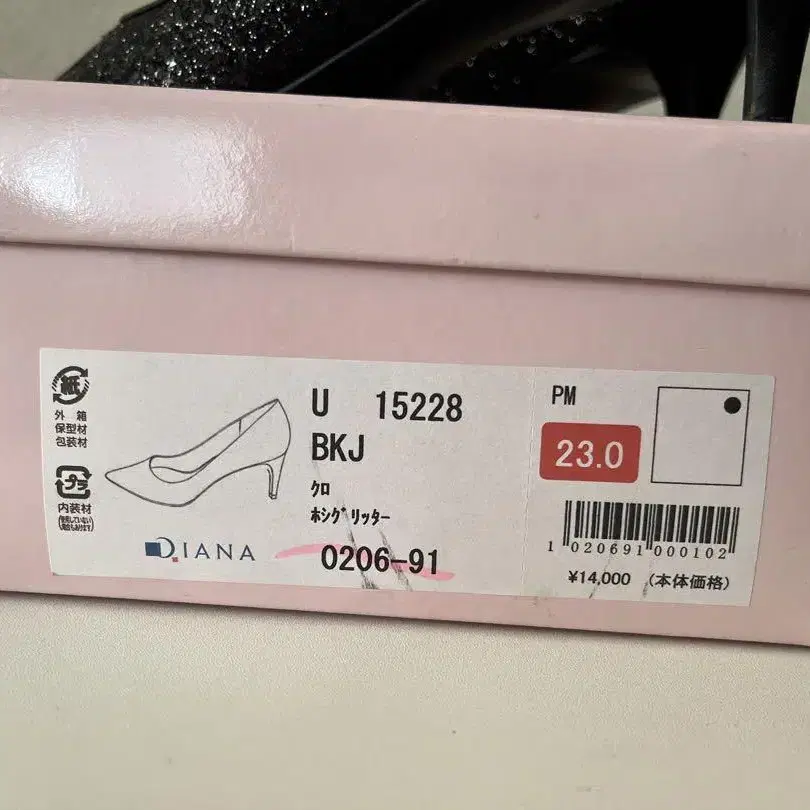 紙
外 箱
保型材
包装材
プラ
内装材
DIANA
U 15228
BKJ
クロ
ホシグリッター
0206-91
PM
23.0
1 020691 000102
¥14,000 (本体価格)